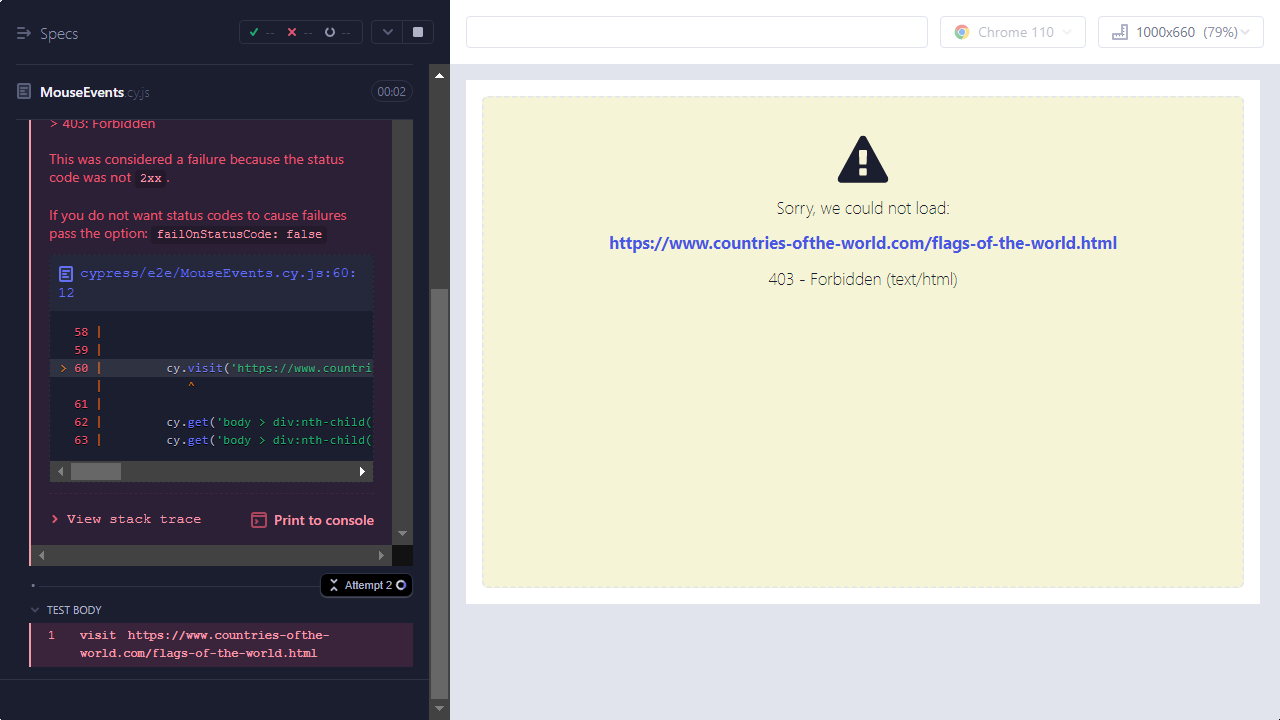 Specs
--
--
--
Chrome 110
1000x660 (79%)
MouseEvents.cy.js
00:02
> 403: Forbidden
This was considered a failure because the status
code was not 2xx.
If you do not want status codes to cause failures
pass the option: failOnStatusCode: false
cypress/e2e/MouseEvents.cy.js:60:
12
58 |
59 |
> 60 | cy.visit('https://www.countri
| ^
61 |
62 | cy.get('body > div:nth-child(
63 | cy.get('body > div:nth-child(
> View stack trace
Print to console
Attempt 2
TEST BODY
1 visit https://www.countries-ofthe-
world.com/flags-of-the-world.html
Sorry, we could not load:
https://www.countries-ofthe-world.com/flags-of-the-world.html
403 - Forbidden (text/html)